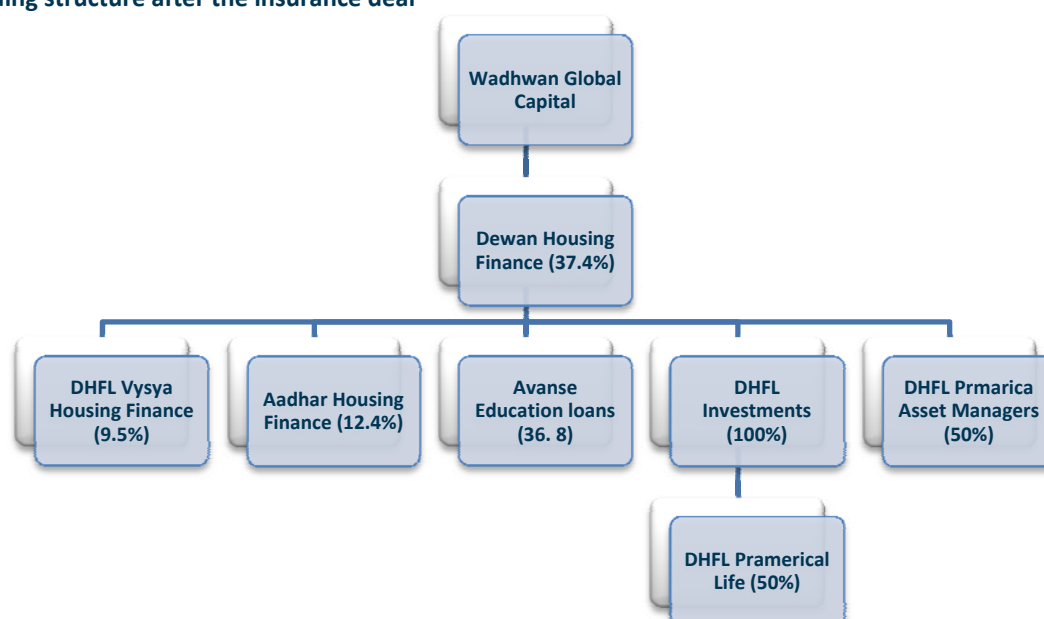 structure after the insurance deal
Wadhwan Global
Capital
Dewan Housing
Finance (37.4%)
DHFL Vysya
Housing Finance
(9.5%)
Aadhar Housing
Finance (12.4%)
Avanse
Education loans
(36. 8)
DHFL
Investments
(100%)
DHFL Prmarica
Asset Managers
(50%)
DHFL Pramerical
Life (50%)